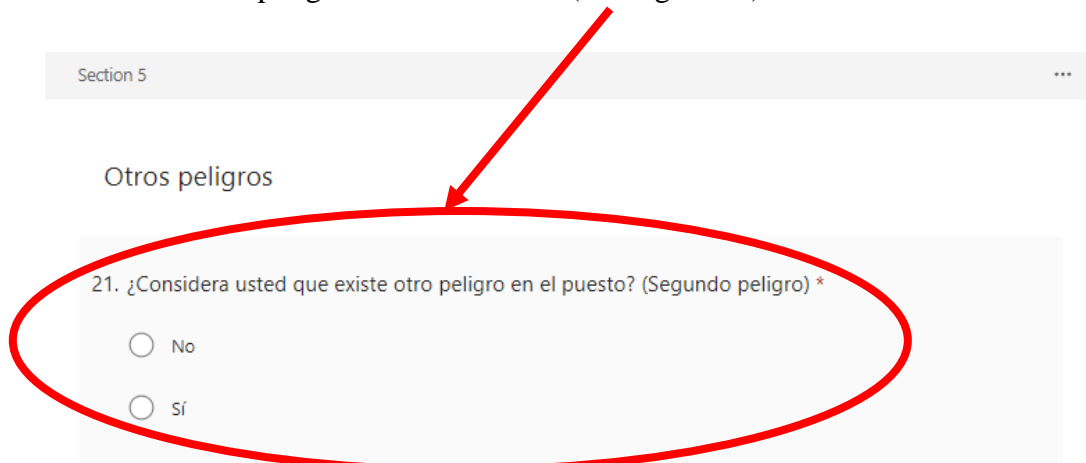 Section 5
...
Otros peligros
21. ¿Considera usted que existe otro peligro en el puesto? (Segundo peligro) *
No
Sí